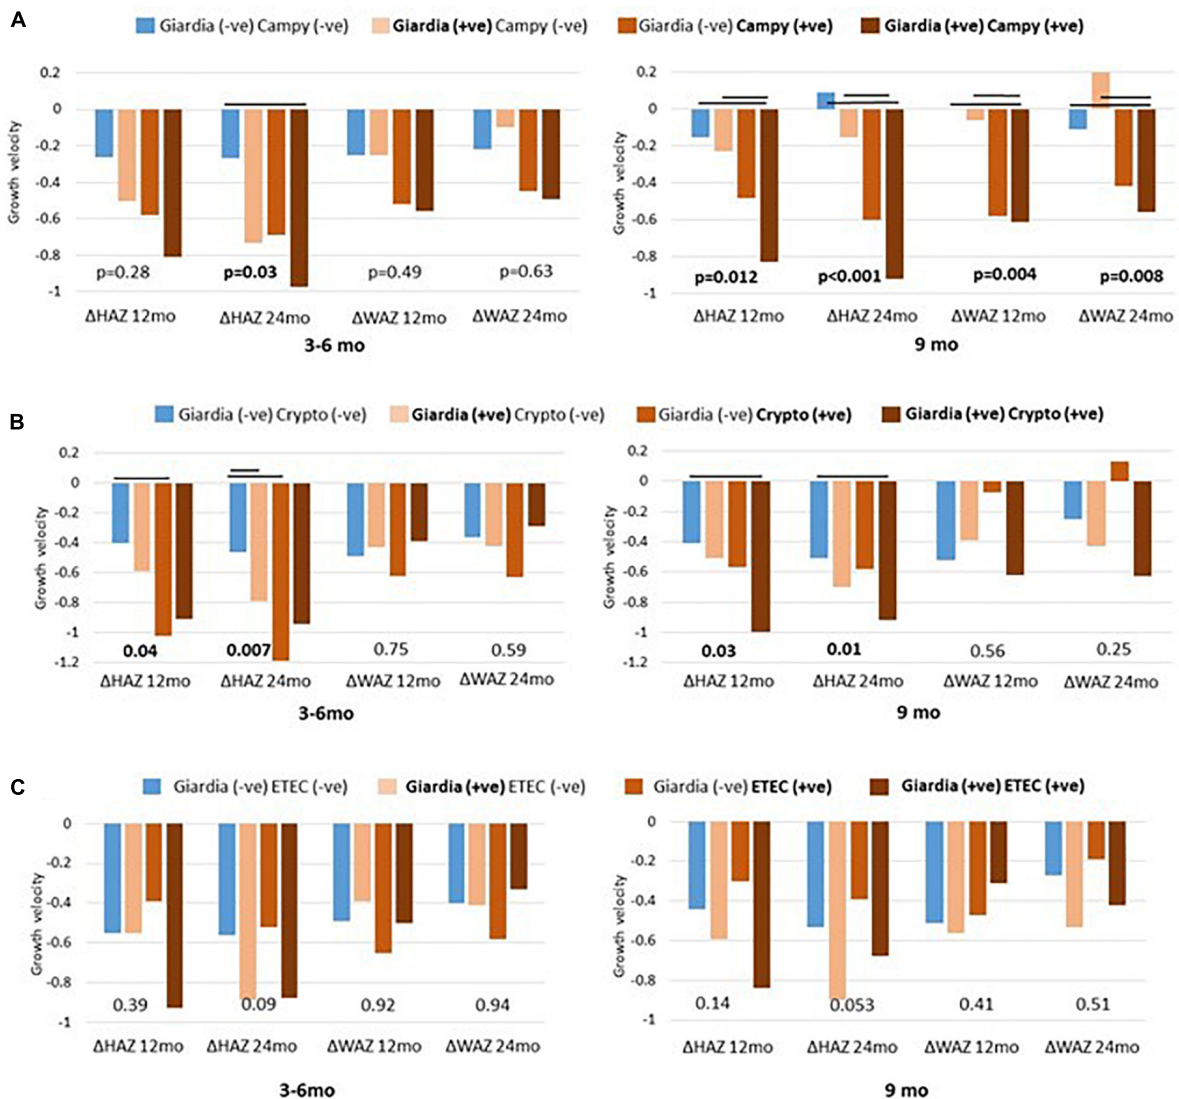 A
Giardia (-ve) Campy (-ve) Giardia (+ve) Campy (-ve) Giardia (-ve) Campy (+ve) Giardia (+ve) Campy (+ve)
Growth velocity
0.2
0
-0.2
-0.4
-0.6
-0.8
-1
p=0.28 p=0.03 p=0.49 p=0.63
ΔHAZ 12mo ΔHAZ 24mo ΔWAZ 12mo ΔWAZ 24mo
3-6 mo
Growth velocity
0.2
0
-0.2
-0.4
-0.6
-0.8
-1
p=0.012 p<0.001 p=0.004 p=0.008
ΔHAZ 12mo ΔHAZ 24mo ΔWAZ 12mo ΔWAZ 24mo
9 mo
B
Giardia (-ve) Crypto (-ve) Giardia (+ve) Crypto (-ve) Giardia (-ve) Crypto (+ve) Giardia (+ve) Crypto (+ve)
Growth velocity
0.2
0
-0.2
-0.4
-0.6
-0.8
-1
-1.2
0.04 0.007 0.75 0.59
ΔHAZ 12mo ΔHAZ 24mo ΔWAZ 12mo ΔWAZ 24mo
3-6mo
Growth velocity
0.2
0
-0.2
-0.4
-0.6
-0.8
-1
-1.2
0.03 0.01 0.56 0.25
ΔHAZ 12mo ΔHAZ 24mo ΔWAZ 12mo ΔWAZ 24mo
9 mo
C
Giardia (-ve) ETEC (-ve) Giardia (+ve) ETEC (-ve) Giardia (-ve) ETEC (+ve) Giardia (+ve) ETEC (+ve)
Growth velocity
0
-0.2
-0.4
-0.6
-0.8
-1
0.39 0.09 0.92 0.94
ΔHAZ 12mo ΔHAZ 24mo ΔWAZ 12mo ΔWAZ 24mo
3-6mo
Growth velocity
0
-0.2
-0.4
-0.6
-0.8
-1
0.14 0.053 0.41 0.51
ΔHAZ 12mo ΔHAZ 24mo ΔWAZ 12mo ΔWAZ 24mo
9 mo